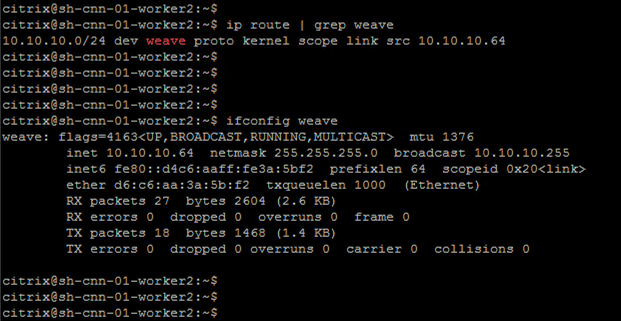 citrix@sh-cnn-01-worker2:~$
citrix@sh-cnn-01-worker2:~$ ip route | grep weave
10.10.10.0/24 dev weave proto kernel scope link src 10.10.10.64
citrix@sh-cnn-01-worker2:~$
citrix@sh-cnn-01-worker2:~$
citrix@sh-cnn-01-worker2:~$
citrix@sh-cnn-01-worker2:~$
citrix@sh-cnn-01-worker2:~$ ifconfig weave
weave: flags=4163<UP,BROADCAST,RUNNING,MULTICAST>  mtu 1376
        inet 10.10.10.64  netmask 255.255.255.0  broadcast 10.10.10.255
        inet6 fe80::d4c6:aaff:fe3a:5bf2  prefixlen 64  scopeid 0x20<link>
        ether d6:c6:aa:3a:5b:f2  txqueuelen 1000  (Ethernet)
        RX packets 27  bytes 2604 (2.6 KB)
        RX errors 0  dropped 0  overruns 0  frame 0
        TX packets 18  bytes 1468 (1.4 KB)
        TX errors 0  dropped 0 overruns 0  carrier 0  collisions 0
citrix@sh-cnn-01-worker2:~$
citrix@sh-cnn-01-worker2:~$
citrix@sh-cnn-01-worker2:~$